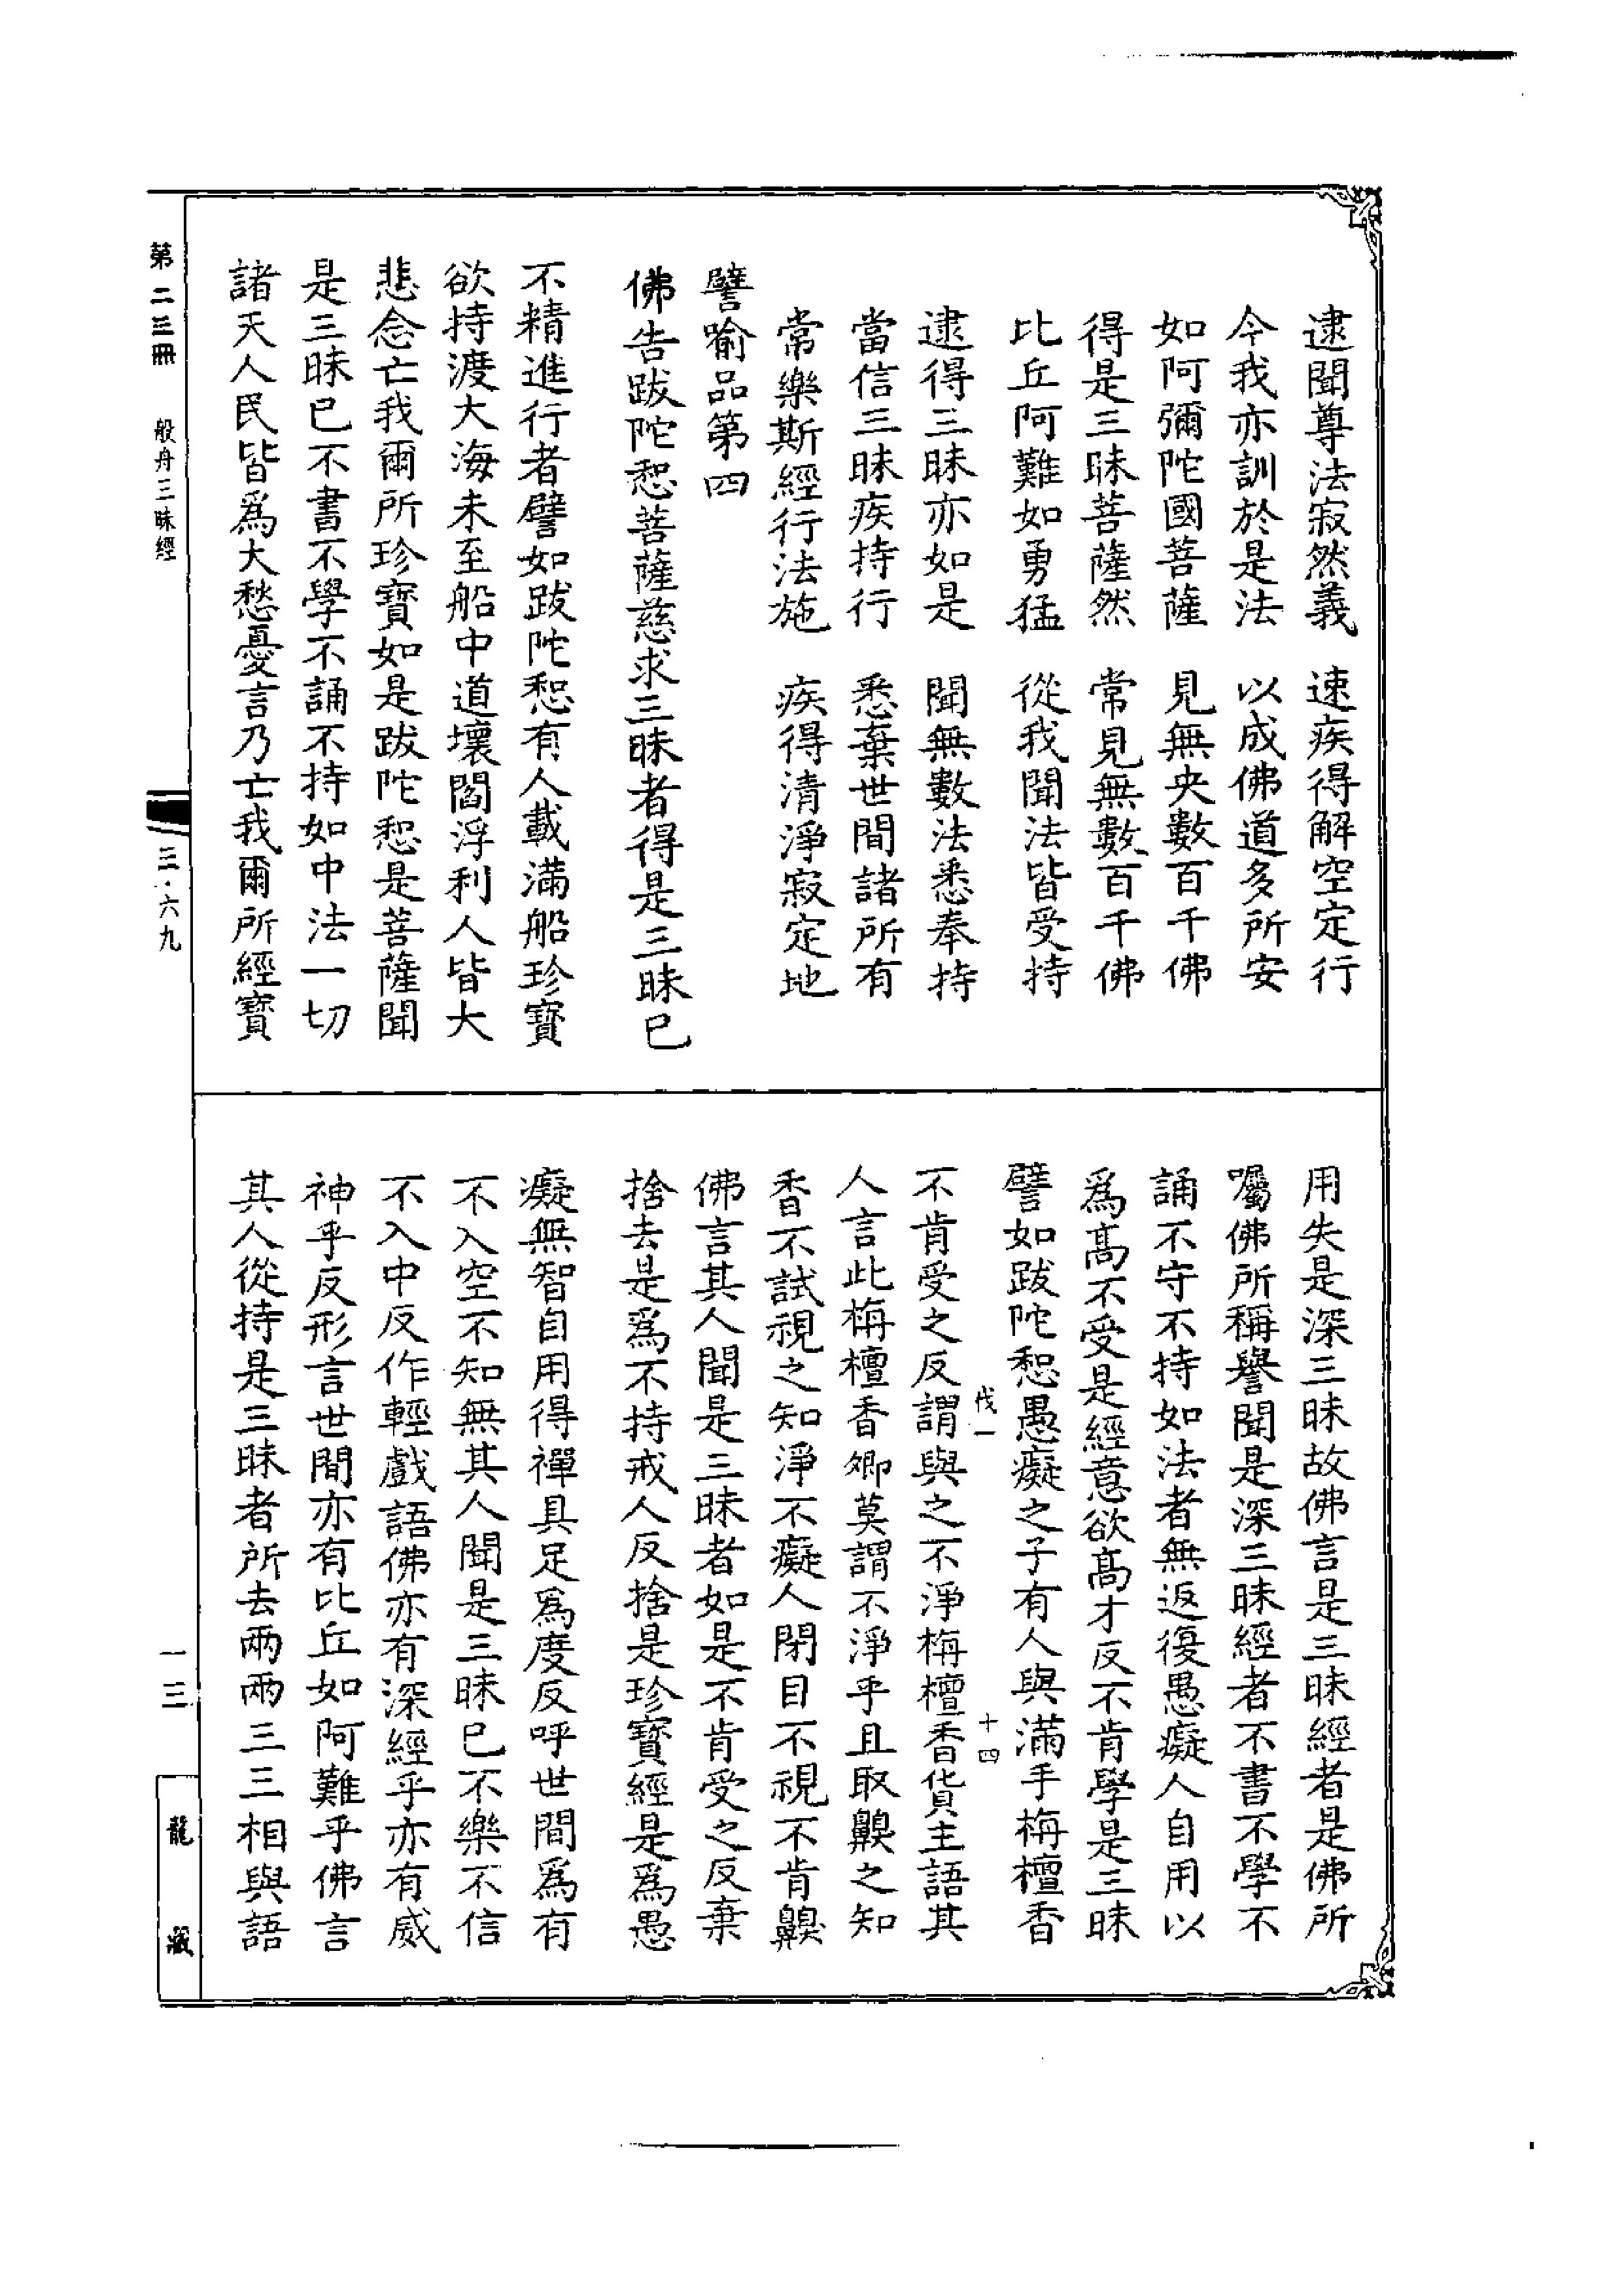 逮聞尊法寂然義　速疾得解空定行
今我亦訓於是法　以成佛道多所安
如阿彌陀國菩薩　見無央數百千佛
得是三昧菩薩然　常見無數百千佛
比丘阿難如勇猛　從我聞法皆受持
逮得三昧亦如是　聞無數法悉奉持
當信三昧疾持行　悉棄世間諸所有
常樂斯經行法施　疾得清淨寂定地
譬喻品第四
佛告跋陀惒菩薩慈求三昧者得是三昧已
不精進行者譬如跋陀惒有人載滿船珍寶
欲持渡大海未至船中道壞閻浮利人皆大
悲念亡我爾所珍寶如是跋陀惒是菩薩聞
是三昧已不書不學不誦不持如中法一切
諸天人民皆爲大愁憂言乃亡我爾所經寶
用失是深三昧故佛言是三昧經者是佛所
囑佛所稱譽聞是深三昧經者不書不學不
誦不守不持如法者無返復愚癡人自用以
爲高不受是經意欲高才反不肯學是三昧
譬如跋陀惒愚癡之子有人與滿手栴檀香
伐一　十四
不肯受之反謂與之不淨栴檀香貨主語其
人言此栴檀香卿莫謂不淨乎且取齅之知
香不試視之知淨不癡人閉目不視不肯齅
佛言其人聞是三昧者如是不肯受之反棄
捨去是爲不持戒人反捨是珍寶經是爲愚
癡無智自用得禪具足爲度反呼世間爲有
不入空不知無其人聞是三昧已不樂不信
不入中反作輕戲語佛亦有深經乎亦有威
神乎反形言世間亦有比丘如阿難乎佛言
其人從持是三昧者所去兩兩三三相與語
第二三冊　般舟三昧經　三·六九　一三　龍藏